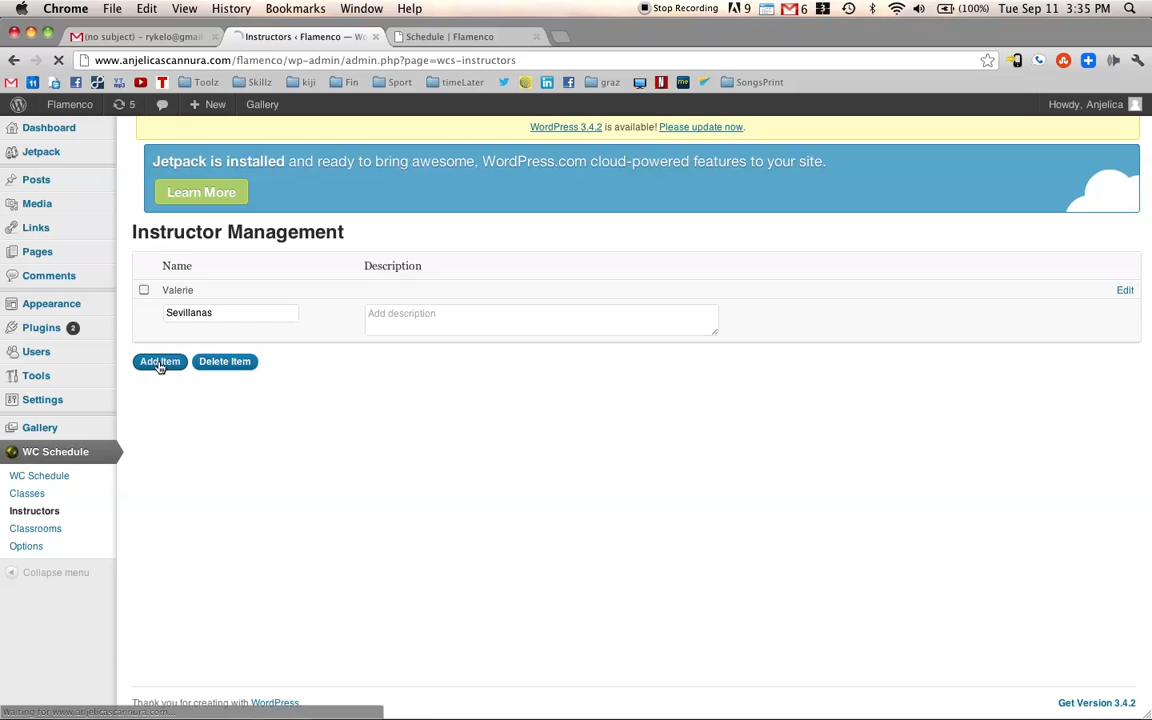 Chrome File Edit View History Bookmarks Window Help Stop Recording 9 6 3 (100%) Tue Sep 11 3:35 PM
(no subject) – rykelo@gmail Instructors ‹ Flamenco — Wo Schedule | Flamenco
www.anjelicascannura.com/flamenco/wp-admin/admin.php?page=wcs-instructors
11 Toolz Skillz kiji Fin Sport timeLater graz me SongsPrint
Flamenco 5 + New Gallery Howdy, Anjelica
WordPress 3.4.2 is available! Please update now.
Dashboard
Jetpack
Posts
Media
Links
Pages
Comments
Appearance
Plugins 2
Users
Tools
Settings
Gallery
WC Schedule
WC Schedule
Classes
Instructors
Classrooms
Options
Collapse menu
Jetpack is installed and ready to bring awesome, WordPress.com cloud-powered features to your site.
Learn More
Instructor Management
Name Description
Valerie Edit
Sevillanas Add description
Add Item Delete Item
Thank you for creating with WordPress. Get Version 3.4.2
Waiting for www.anjelicascannura.com...